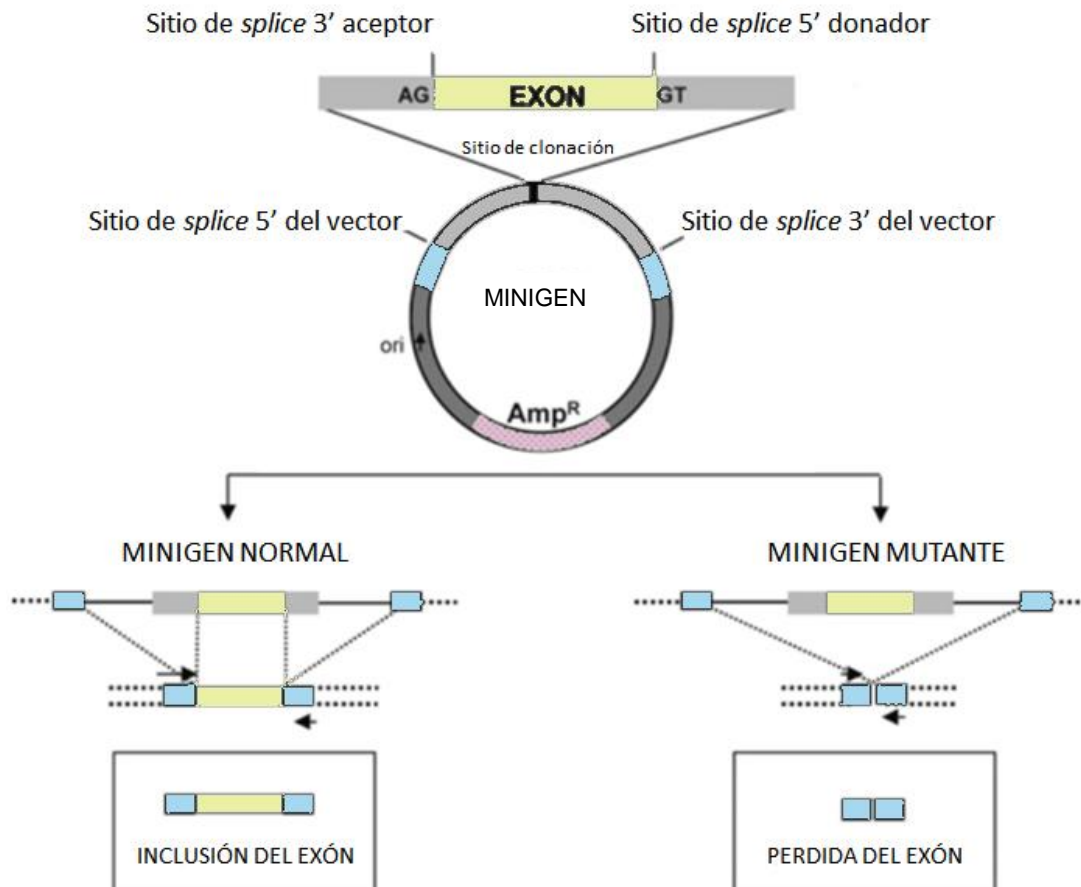 Sitio de splice 3’ aceptor
Sitio de splice 5’ donador
AG
EXON
GT
Sitio de clonación
Sitio de splice 5’ del vector
Sitio de splice 3’ del vector
MINIGEN
ori
Amp^R
MINIGEN NORMAL
MINIGEN MUTANTE
INCLUSIÓN DEL EXÓN
PERDIDA DEL EXÓN